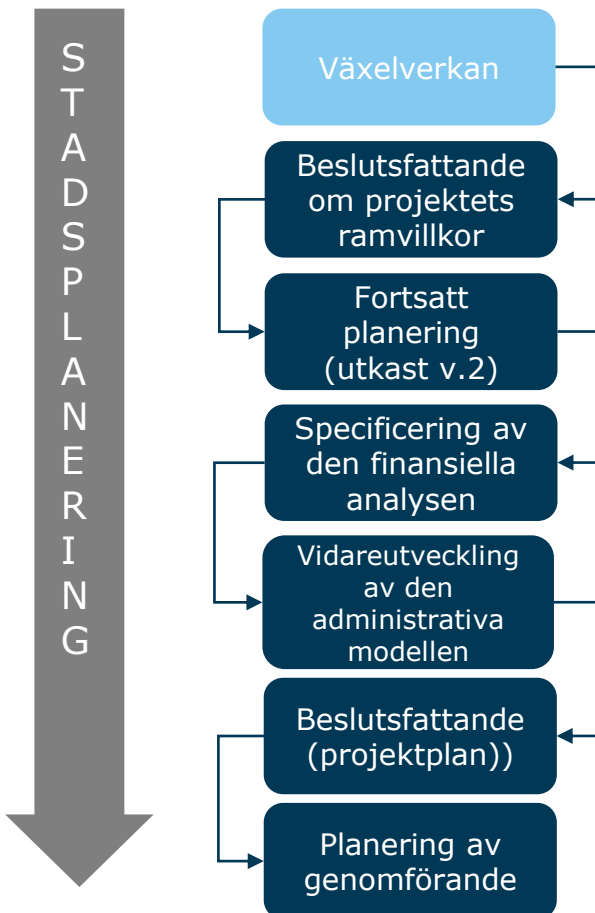 STADSPLANERING
Växelverkan
Beslutsfattande
om projektets
ramvillkor
Fortsatt
planering
(utkast v.2)
Specificering av
den finansiella
analysen
Vidareutveckling
av den
administrativa
modellen
Beslutsfattande
(projektplan))
Planering av
genomförande